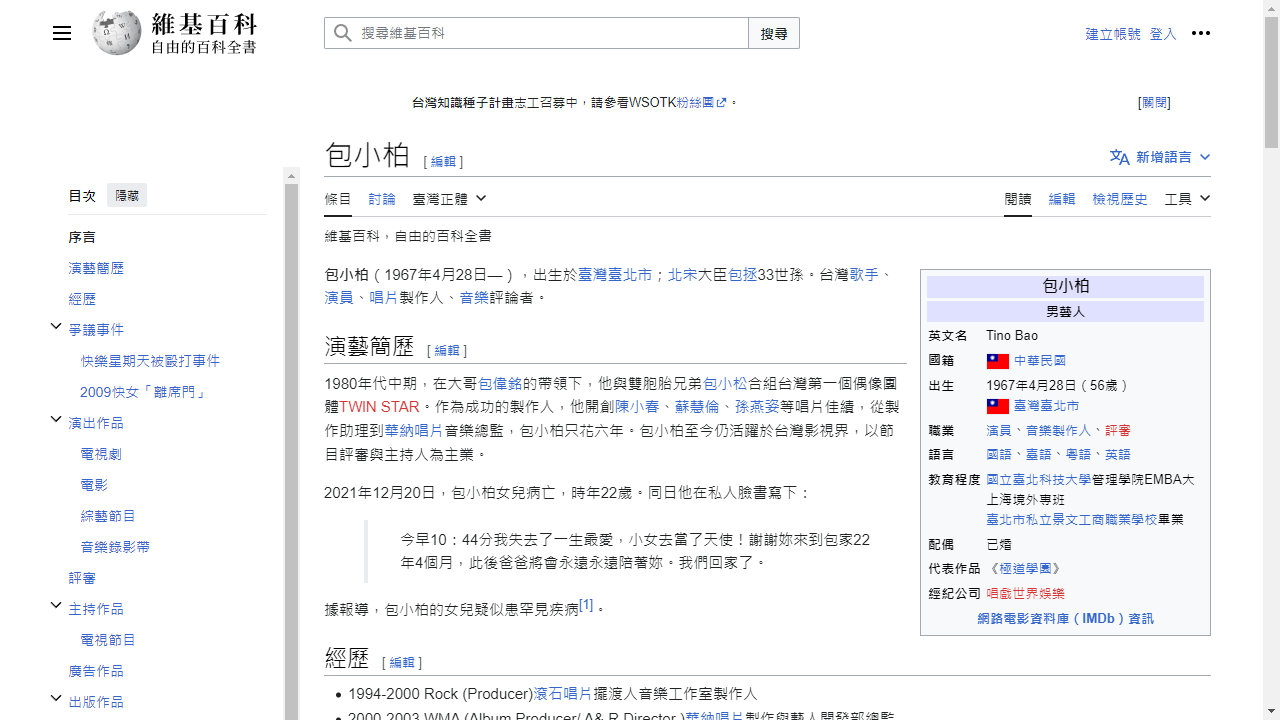 維基百科
自由的百科全書
搜尋維基百科
搜尋
建立帳號 登入
台灣知識種子計畫志工召募中，請參看WSOTK粉絲團。
[關閉]
包小柏 [編輯]
新增語言
目次 隱藏
序言
演藝簡歷
經歷
爭議事件
快樂星期天被毆打事件
2009快女「離席門」
演出作品
電視劇
電影
綜藝節目
音樂錄影帶
評審
主持作品
電視節目
廣告作品
出版作品
條目 討論 臺灣正體
閱讀 編輯 檢視歷史 工具
維基百科，自由的百科全書
包小柏（1967年4月28日—），出生於臺灣臺北市；北宋大臣包拯33世孫。台灣歌手、
演員、唱片製作人、音樂評論者。
演藝簡歷 [編輯]
1980年代中期，在大哥包偉銘的帶領下，他與雙胞胎兄弟包小松合組台灣第一個偶像團
體TWIN STAR。作為成功的製作人，他開創陳小春、蘇慧倫、孫燕姿等唱片佳績，從製
作助理到華納唱片音樂總監，包小柏只花六年。包小柏至今仍活躍於台灣影視界，以節
目評審與主持人為主業。
2021年12月20日，包小柏女兒病亡，時年22歲。同日他在私人臉書寫下：
今早10：44分我失去了一生最愛，小女去當了天使！謝謝妳來到包家22
年4個月，此後爸爸將會永遠永遠陪著妳。我們回家了。
據報導，包小柏的女兒疑似患罕見疾病[1]。
經歷 [編輯]
1994-2000 Rock (Producer)滾石唱片擺渡人音樂工作室製作人
2000-2003 WMA (Album Producer/ A& R Director )華納唱片製作與藝人開發部總監
包小柏
男藝人
英文名 Tino Bao
國籍 中華民國
出生 1967年4月28日（56歲）
臺灣臺北市
職業 演員、音樂製作人、評審
語言 國語、臺語、粵語、英語
教育程度 國立臺北科技大學管理學院EMBA大
上海境外專班
臺北市私立景文工商職業學校畢業
配偶 已婚
代表作品 《極道學園》
經紀公司 唱戲世界娛樂
網路電影資料庫（IMDb）資訊